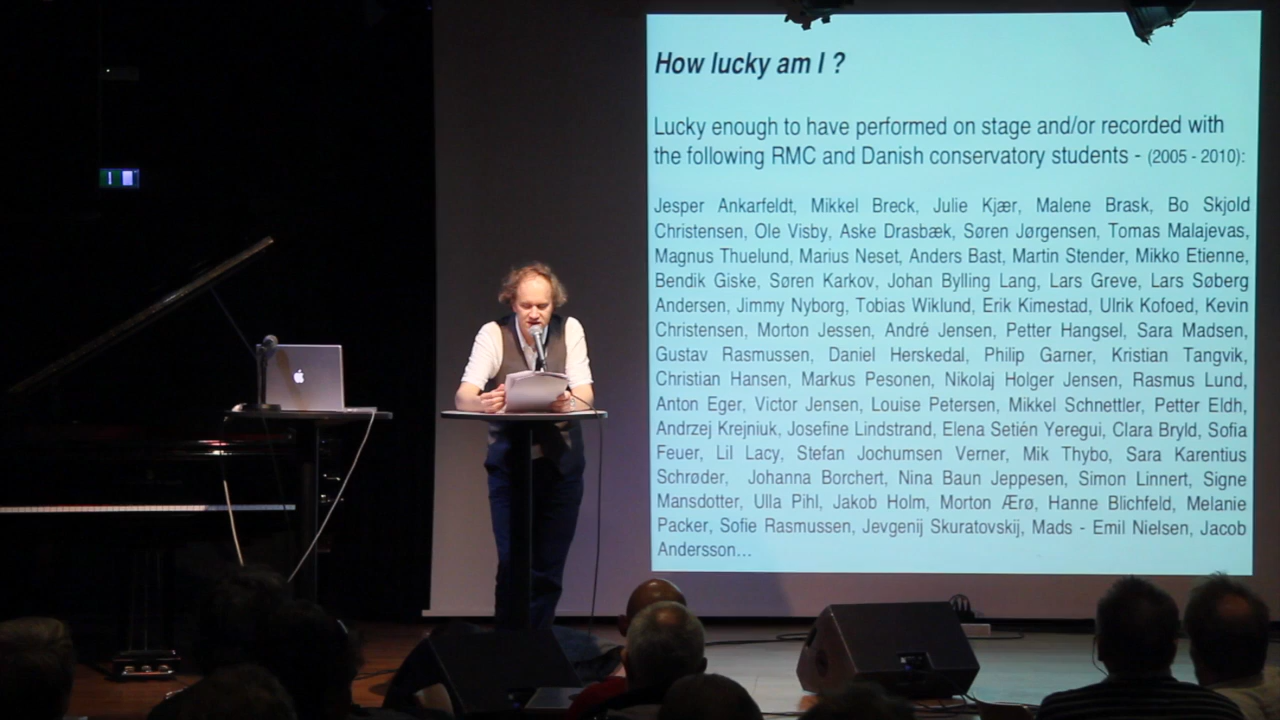 How lucky am I ?
Lucky enough to have performed on stage and/or recorded with
the following RMC and Danish conservatory students - (2005 - 2010):
Jesper Ankarfeldt, Mikkel Breck, Julie Kjær, Malene Brask, Bo Skjold
Christensen, Ole Visby, Aske Drasbæk, Søren Jørgensen, Tomas Malajevas,
Magnus Thuelund, Marius Neset, Anders Bast, Martin Stender, Mikko Etienne,
Bendik Giske, Søren Karkov, Johan Bylling Lang, Lars Greve, Lars Søberg
Andersen, Jimmy Nyborg, Tobias Wiklund, Erik Kimestad, Ulrik Kofoed, Kevin
Christensen, Morton Jessen, André Jensen, Petter Hangsel, Sara Madsen,
Gustav Rasmussen, Daniel Herskedal, Philip Garner, Kristian Tangvik,
Christian Hansen, Markus Pesonen, Nikolaj Holger Jensen, Rasmus Lund,
Anton Eger, Victor Jensen, Louise Petersen, Mikkel Schnettler, Petter Eldh,
Andrzej Krejniuk, Josefine Lindstrand, Elena Setién Yeregui, Clara Bryld, Sofia
Feuer, Lil Lacy, Stefan Jochumsen Verner, Mik Thybo, Sara Karentius
Schrøder, Johanna Borchert, Nina Baun Jeppesen, Simon Linnert, Signe
Mansdotter, Ulla Pihl, Jakob Holm, Morton Ærø, Hanne Blichfeld, Melanie
Packer, Sofie Rasmussen, Jevgenij Skuratovskij, Mads - Emil Nielsen, Jacob
Andersson...